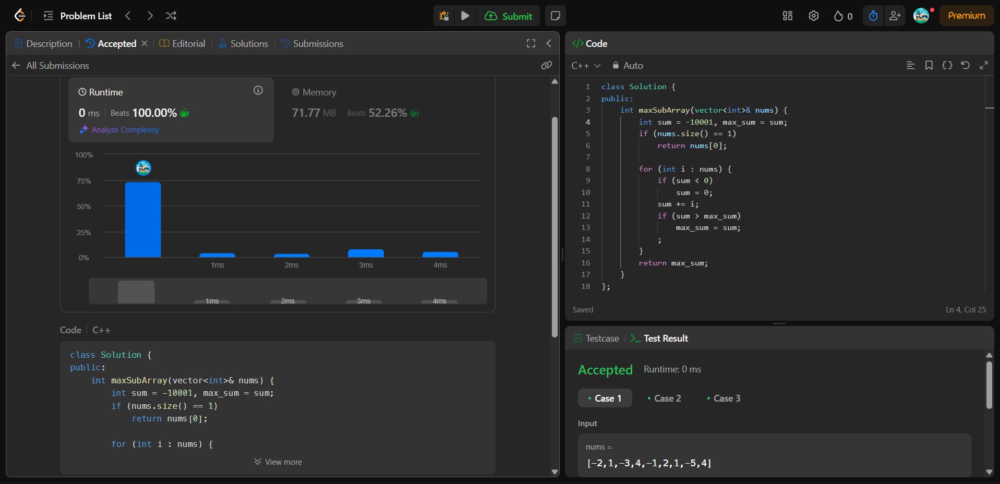 Problem List
Submit
0
Premium
Description
Accepted
Editorial
Solutions
Submissions
All Submissions
Runtime
0 ms
Beats 100.00%
Analyze Complexity
Memory
71.77 MB
Beats 52.26%
100%
75%
50%
25%
0%
1ms
2ms
3ms
4ms
1ms
2ms
3ms
4ms
Code
C++
class Solution {
public:
    int maxSubArray(vector<int>& nums) {
        int sum = -10001, max_sum = sum;
        if (nums.size() == 1)
            return nums[0];
        for (int i : nums) {
View more
</> Code
C++
Auto
1 class Solution {
2 public:
3     int maxSubArray(vector<int>& nums) {
4         int sum = -10001, max_sum = sum;
5         if (nums.size() == 1)
6             return nums[0];
7
8         for (int i : nums) {
9             if (sum < 0)
10                 sum = 0;
11             sum += i;
12             if (sum > max_sum)
13                 max_sum = sum;
14             ;
15         }
16         return max_sum;
17     }
18 };
Saved
Ln 4, Col 25
Testcase
Test Result
Accepted
Runtime: 0 ms
Case 1
Case 2
Case 3
Input
nums =
[-2,1,-3,4,-1,2,1,-5,4]